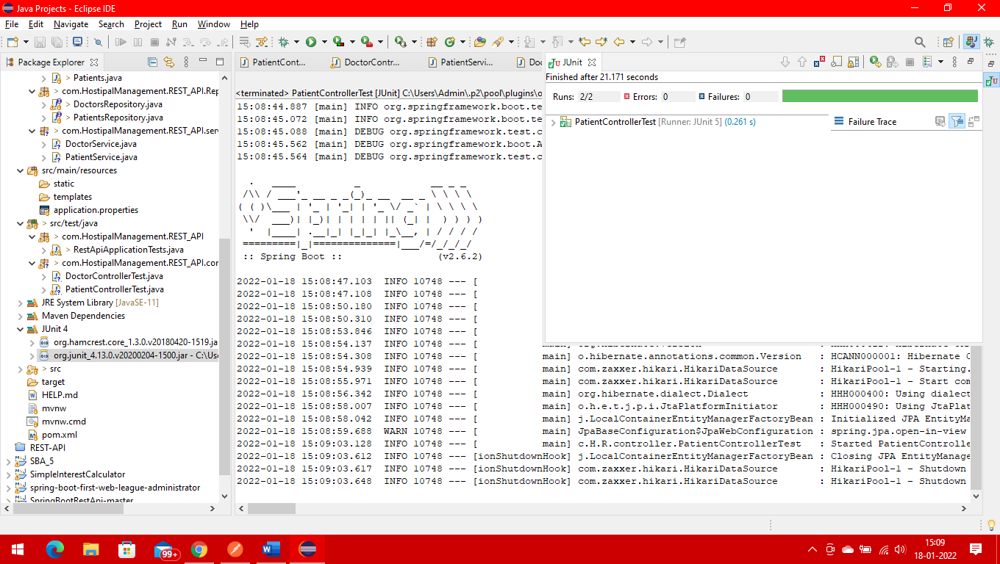 Java Projects - Eclipse IDE
File Edit Navigate Search Project Run Window Help
Package Explorer
> Patients.java
> com.HostipalManagement.REST_API.Rep
> DoctorsRepository.java
> PatientsRepository.java
> com.HostipalManagement.REST_API.ser
DoctorService.java
PatientService.java
src/main/resources
static
templates
application.properties
> src/test/java
> com.HostipalManagement.REST_API
> RestApiApplicationTests.java
> com.HostipalManagement.REST_API.cor
DoctorControllerTest.java
PatientControllerTest.java
JRE System Library [JavaSE-11]
Maven Dependencies
JUnit 4
org.hamcrest.core_1.3.0.v20180420-1519.ja
org.junit_4.13.0.v20200204-1500.jar - C:\Use
> src
target
HELP.md
mvnw
mvnw.cmd
pom.xml
REST-API
SBA_5
SimpleInterestCalculator
spring-boot-first-web-league-administrator
SpringBootRestApi-master
PatientCont... DoctorContr... PatientServi... Doc
<terminated> PatientControllerTest [JUnit] C:\Users\Admin\.p2\pool\plugins\o
15:08:44.887 [main] INFO org.springframework.boot.te
15:08:45.072 [main] INFO org.springframework.boot.te
15:08:45.088 [main] DEBUG org.springframework.test.c
15:08:45.562 [main] DEBUG org.springframework.boot.A
15:08:45.564 [main] DEBUG org.springframework.test.c
  .   ____          _            __ _ _
 /\\ / ___'_ __ _ _(_)_ __  __ _ \ \ \ \
( ( )\___ | '_ | '_| | '_ \/ _` | \ \ \ \
 \\/  ___)| |_)| | | | | || (_| |  ) ) ) )
  '  |____| .__|_| |_|_| |_\__, | / / / /
 =========|_|==============|___/=/_/_/_/
 :: Spring Boot ::                (v2.6.2)
2022-01-18 15:08:47.103  INFO 10748 --- [
2022-01-18 15:08:47.108  INFO 10748 --- [
2022-01-18 15:08:50.180  INFO 10748 --- [
2022-01-18 15:08:50.310  INFO 10748 --- [
2022-01-18 15:08:53.846  INFO 10748 --- [
2022-01-18 15:08:54.137  INFO 10748 --- [
2022-01-18 15:08:54.308  INFO 10748 --- [           main] o.hibernate.annotations.common.Version   : HCANN000001: Hibernate C
2022-01-18 15:08:54.939  INFO 10748 --- [           main] com.zaxxer.hikari.HikariDataSource       : HikariPool-1 - Starting.
2022-01-18 15:08:55.971  INFO 10748 --- [           main] com.zaxxer.hikari.HikariDataSource       : HikariPool-1 - Start com
2022-01-18 15:08:56.342  INFO 10748 --- [           main] org.hibernate.dialect.Dialect            : HHH000400: Using dialect
2022-01-18 15:08:58.007  INFO 10748 --- [           main] o.h.e.t.j.p.i.JtaPlatformInitiator       : HHH000490: Using JtaPlat
2022-01-18 15:08:58.042  INFO 10748 --- [           main] j.LocalContainerEntityManagerFactoryBean : Initialized JPA EntityMa
2022-01-18 15:08:59.688  WARN 10748 --- [           main] JpaBaseConfiguration$JpaWebConfiguration : spring.jpa.open-in-view
2022-01-18 15:09:03.128  INFO 10748 --- [           main] c.H.R.controller.PatientControllerTest   : Started PatientControlle
2022-01-18 15:09:03.612  INFO 10748 --- [ionShutdownHook] j.LocalContainerEntityManagerFactoryBean : Closing JPA EntityManage
2022-01-18 15:09:03.617  INFO 10748 --- [ionShutdownHook] com.zaxxer.hikari.HikariDataSource       : HikariPool-1 - Shutdown
2022-01-18 15:09:03.648  INFO 10748 --- [ionShutdownHook] com.zaxxer.hikari.HikariDataSource       : HikariPool-1 - Shutdown
JUnit
Finished after 21.171 seconds
Runs: 2/2 Errors: 0 Failures: 0
PatientControllerTest [Runner: JUnit 5] (0.261 s)
Failure Trace
99+
15:09
18-01-2022